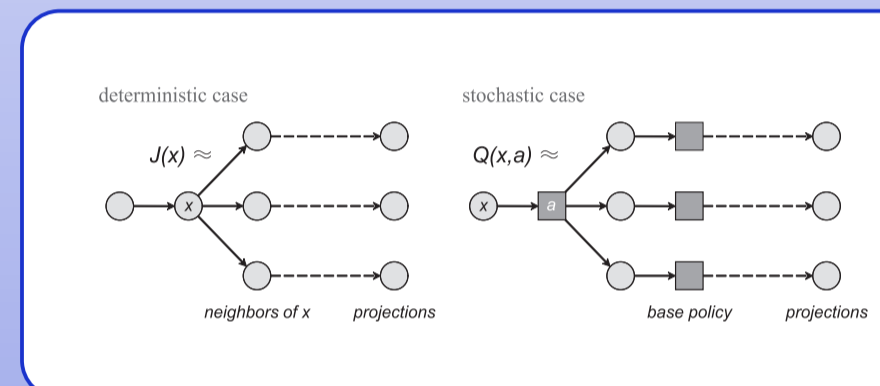 deterministic case
J(x) ≈
x
neighbors of x
projections
stochastic case
Q(x,a) ≈
x
a
base policy
projections